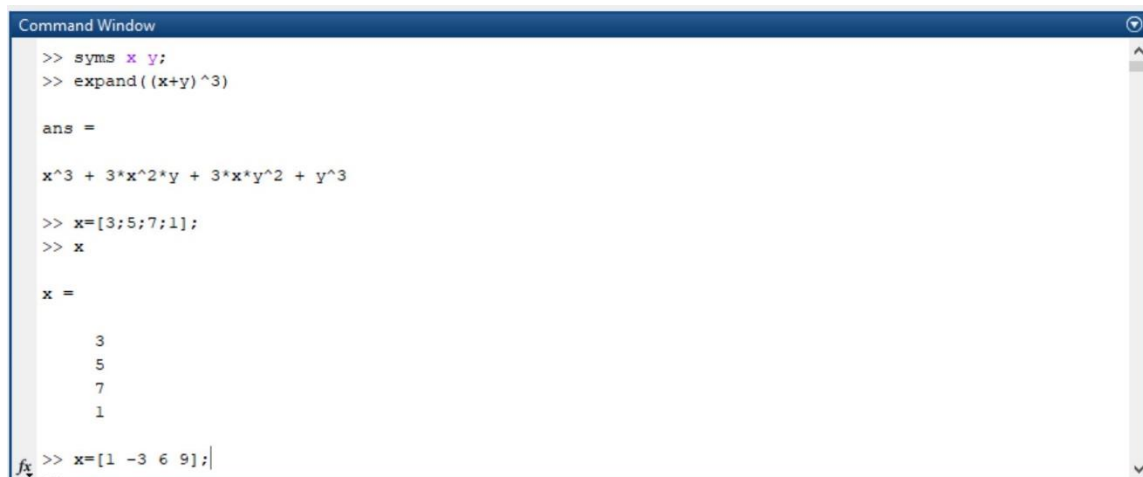 Command Window
>> syms x y;
>> expand((x+y)^3)
ans =
x^3 + 3*x^2*y + 3*x*y^2 + y^3
>> x=[3;5;7;1];
>> x
x =
3
5
7
1
fx >> x=[1 -3 6 9];